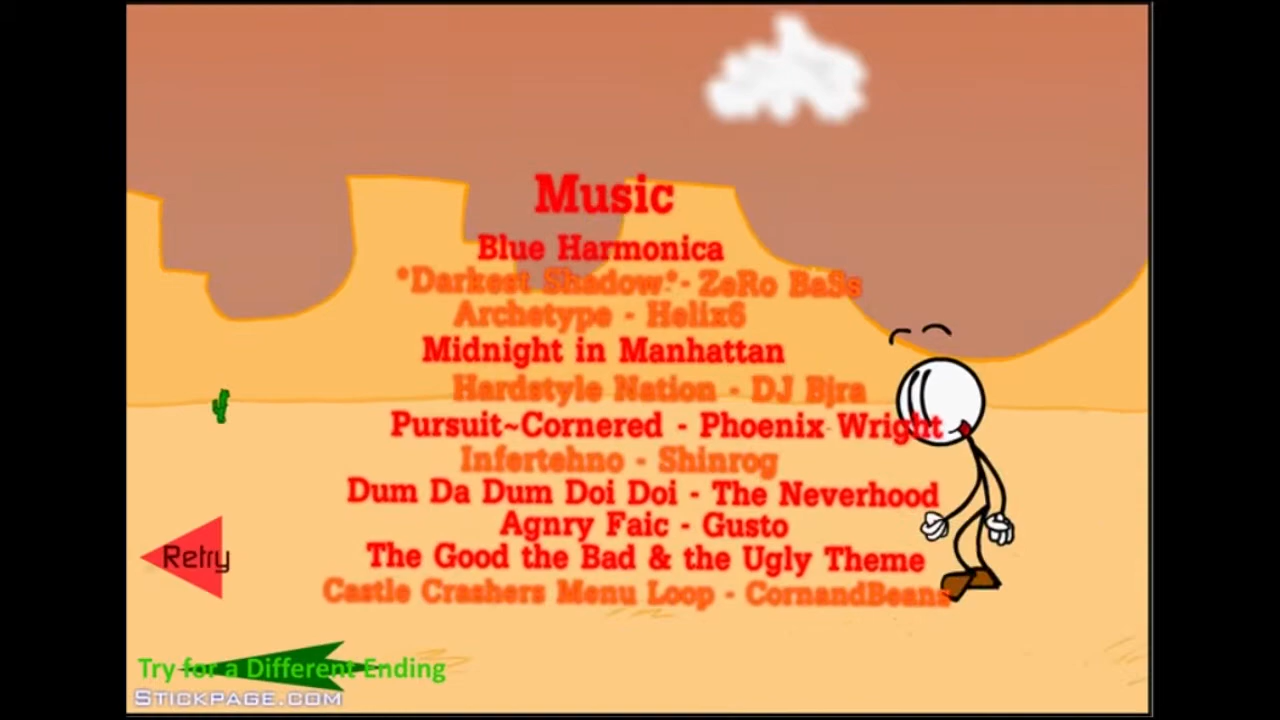 Music
Blue Harmonica
*Darkest Shadow*- ZeRo BaSs
Archetype - Helix6
Midnight in Manhattan
Hardstyle Nation - DJ Bjra
Pursuit~Cornered - Phoenix Wright
Infertehno - Shinrog
Dum Da Dum Doi Doi - The Neverhood
Agnry Faic - Gusto
The Good the Bad & the Ugly Theme
Castle Crashers Menu Loop - CornandBeans
Retry
Try for a Different Ending
STICKPAGE.COM